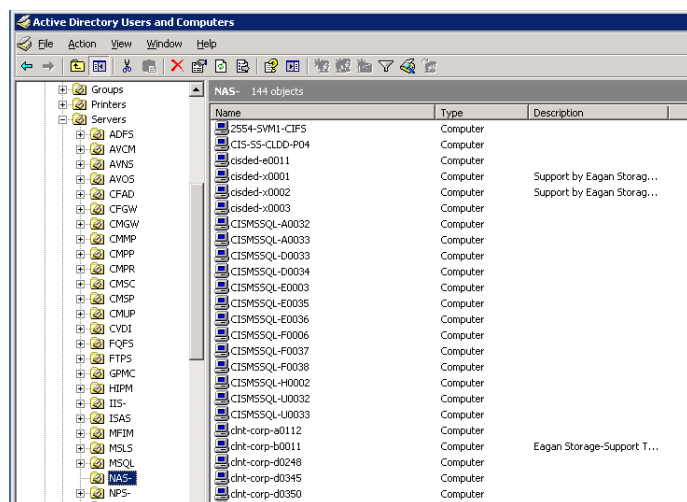 Active Directory Users and Computers
File Action View Window Help
NAS- 144 objects
Groups
Printers
Servers
ADFS
AVCM
AVNS
AVOS
CFAD
CFGW
CMGW
CMMP
CMPP
CMPR
CMSC
CMSP
CMUP
CVDI
FQFS
FTPS
GPMC
HIPM
IIS-
ISAS
MFIM
MSLS
MSQL
NAS-
NPS-
Name Type Description
2554-SVM1-CIFS Computer
CIS-SS-CLDD-P04 Computer
cisded-e0011 Computer
cisded-x0001 Computer Support by Eagan Storag...
cisded-x0002 Computer Support by Eagan Storag...
cisded-x0003 Computer
CISMSSQL-A0032 Computer
CISMSSQL-A0033 Computer
CISMSSQL-D0033 Computer
CISMSSQL-D0034 Computer
CISMSSQL-E0003 Computer
CISMSSQL-E0035 Computer
CISMSSQL-E0036 Computer
CISMSSQL-F0006 Computer
CISMSSQL-F0037 Computer
CISMSSQL-F0038 Computer
CISMSSQL-H0002 Computer
CISMSSQL-U0032 Computer
CISMSSQL-U0033 Computer
clnt-corp-a0112 Computer
clnt-corp-b0011 Computer Eagan Storage-Support T...
clnt-corp-d0248 Computer
clnt-corp-d0345 Computer
clnt-corp-d0350 Computer